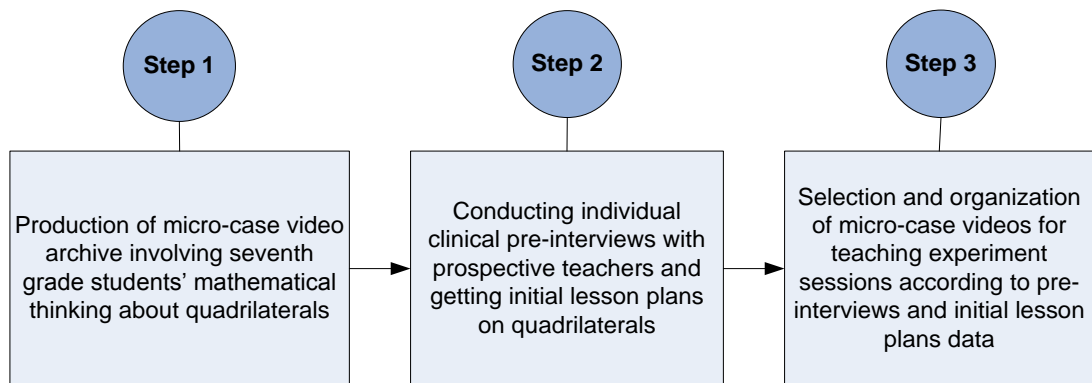 Step 1
Production of micro-case video
archive involving seventh
grade students’ mathematical
thinking about quadrilaterals
Step 2
Conducting individual
clinical pre-interviews with
prospective teachers and
getting initial lesson plans
on quadrilaterals
Step 3
Selection and organization
of micro-case videos for
teaching experiment
sessions according to pre-
interviews and initial lesson
plans data